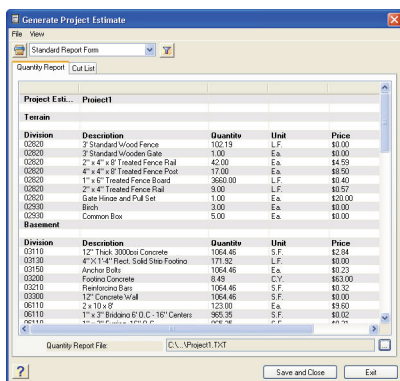 Generate Project Estimate
File View
Standard Report Form
Quantity Report Cut List
Project Esti... Project1
Terrain
Division Description Quantity Unit Price
02820 3' Standard Wood Fence 102.19 L.F. $0.00
02820 3' Standard Wooden Gate 1.00 Ea. $0.00
02820 2" x 4" x 8' Treated Fence Rail 42.00 Ea. $4.59
02820 4" x 4" x 8' Treated Fence Post 17.00 Ea. $8.50
02820 1" x 6" Treated Fence Board 3660.00 L.F. $0.40
02820 2" x 4" Treated Fence Rail 9.00 L.F. $0.57
02820 Gate Hinge and Pull Set 1.00 Ea. $20.00
02930 Birch 3.00 Ea. $0.00
02930 Common Box 5.00 Ea. $0.00
Basement
Division Description Quantity Unit Price
03110 12" Thick 3000psi Concrete 1064.46 S.F. $2.84
03130 4" X 1'-4" Rect. Solid Strip Footing 171.92 L.F. $0.00
03150 Anchor Bolts 1064.46 Ea. $0.23
03200 Footing Concrete 8.49 C.Y. $63.00
03210 Reinforcing Bars 1064.46 S.F. $0.32
03300 12" Concrete Wall 1064.46 S.F. $0.00
06110 2 x 10 x 8' 123.00 Ea. $9.60
06110 1" x 3" Bridging 6' O.C - 16" Centers 965.35 S.F. $0.02
06110 1" x 3" Furring, 16" O.C. 965.35 S.F.
Quantity Report File: C:\...\Project1.TXT ...
? Save and Close Exit